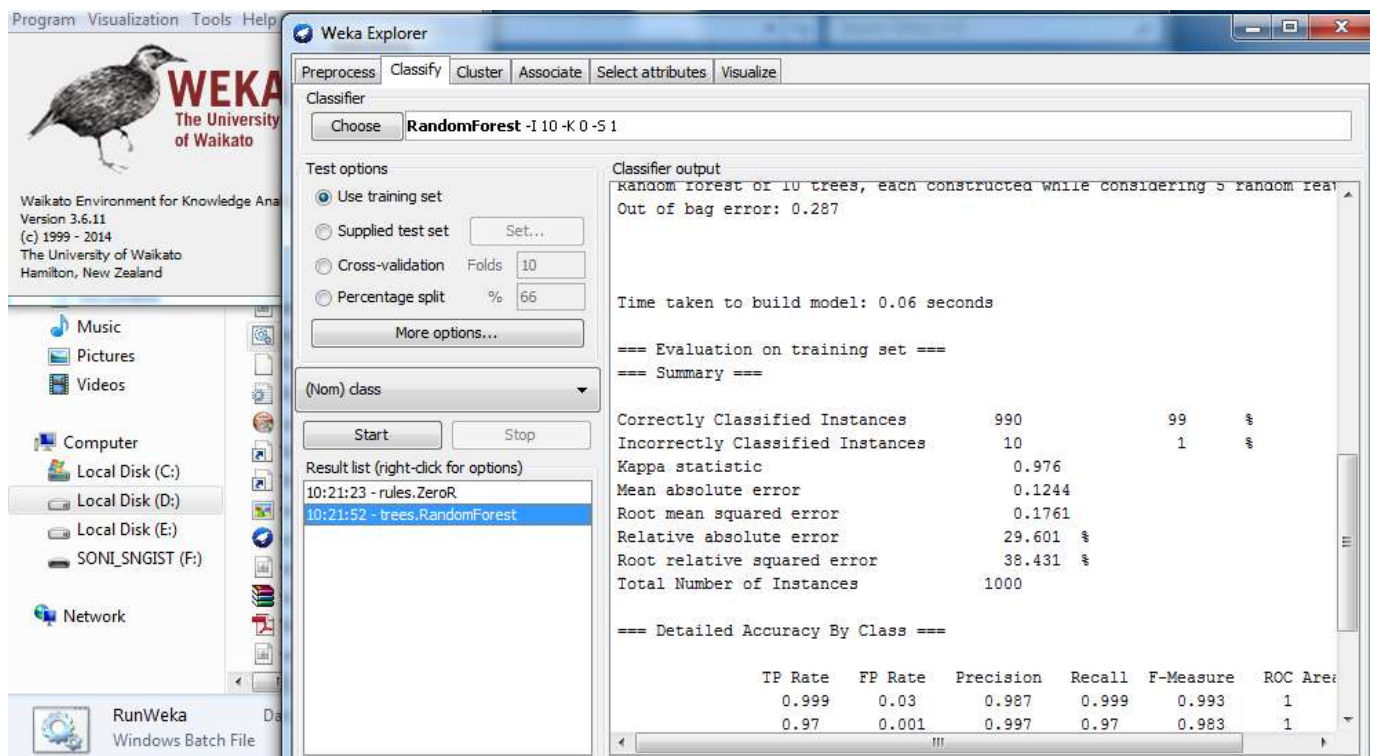 Program Visualization Tools Help
WEKA
The University
of Waikato
Waikato Environment for Knowledge Ana
Version 3.6.11
(c) 1999 - 2014
The University of Waikato
Hamilton, New Zealand
Music
Pictures
Videos
Computer
Local Disk (C:)
Local Disk (D:)
Local Disk (E:)
SONI_SNGIST (F:)
Network
RunWeka Da
Windows Batch File
Weka Explorer
Preprocess Classify Cluster Associate Select attributes Visualize
Classifier
Choose RandomForest -I 10 -K 0 -S 1
Test options
Use training set
Supplied test set Set...
Cross-validation Folds 10
Percentage split % 66
More options...
(Nom) class
Start Stop
Result list (right-click for options)
10:21:23 - rules.ZeroR
10:21:52 - trees.RandomForest
Classifier output
Random forest of 10 trees, each constructed while considering 5 random feat
Out of bag error: 0.287
Time taken to build model: 0.06 seconds
=== Evaluation on training set ===
=== Summary ===
Correctly Classified Instances 990 99 %
Incorrectly Classified Instances 10 1 %
Kappa statistic 0.976
Mean absolute error 0.1244
Root mean squared error 0.1761
Relative absolute error 29.601 %
Root relative squared error 38.431 %
Total Number of Instances 1000
=== Detailed Accuracy By Class ===
TP Rate FP Rate Precision Recall F-Measure ROC Area
0.999 0.03 0.987 0.999 0.993 1
0.97 0.001 0.997 0.97 0.983 1